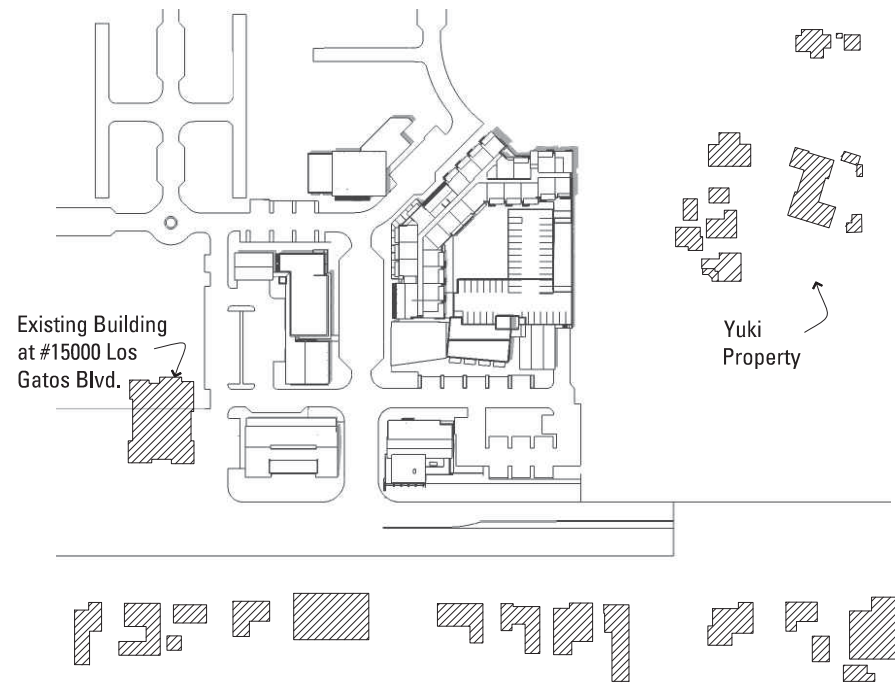 Existing Building
at #15000 Los
Gatos Blvd.
Yuki
Property